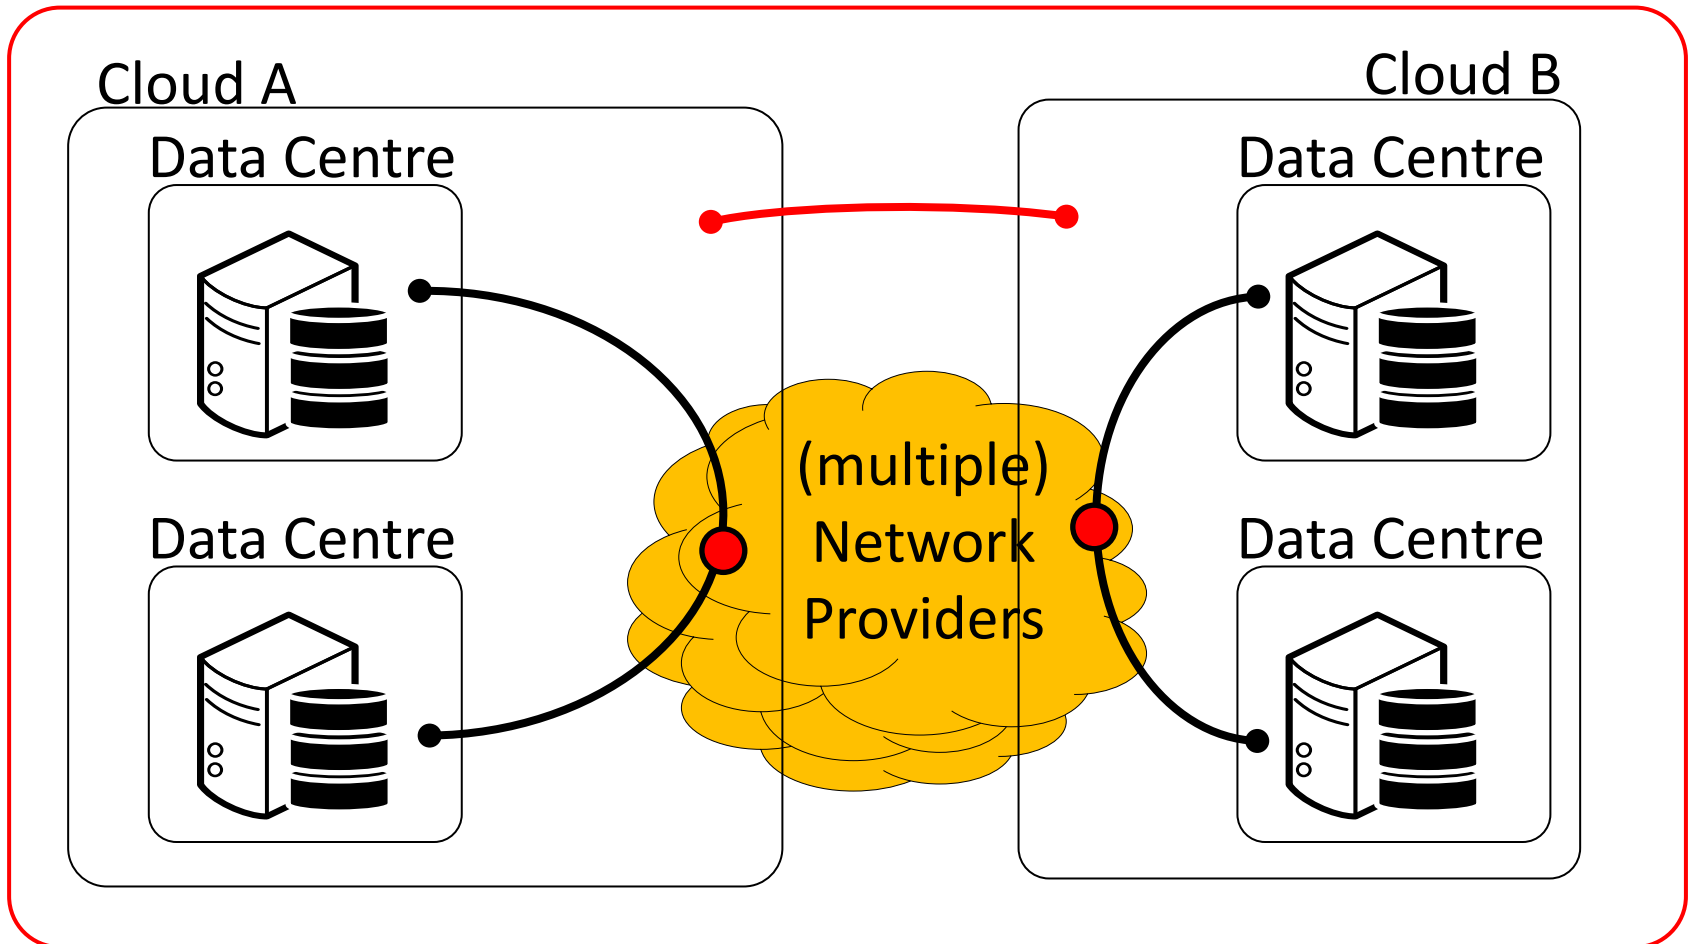 Cloud A
Cloud B
Data Centre
Data Centre
(multiple)
Network
Providers
Data Centre
Data Centre